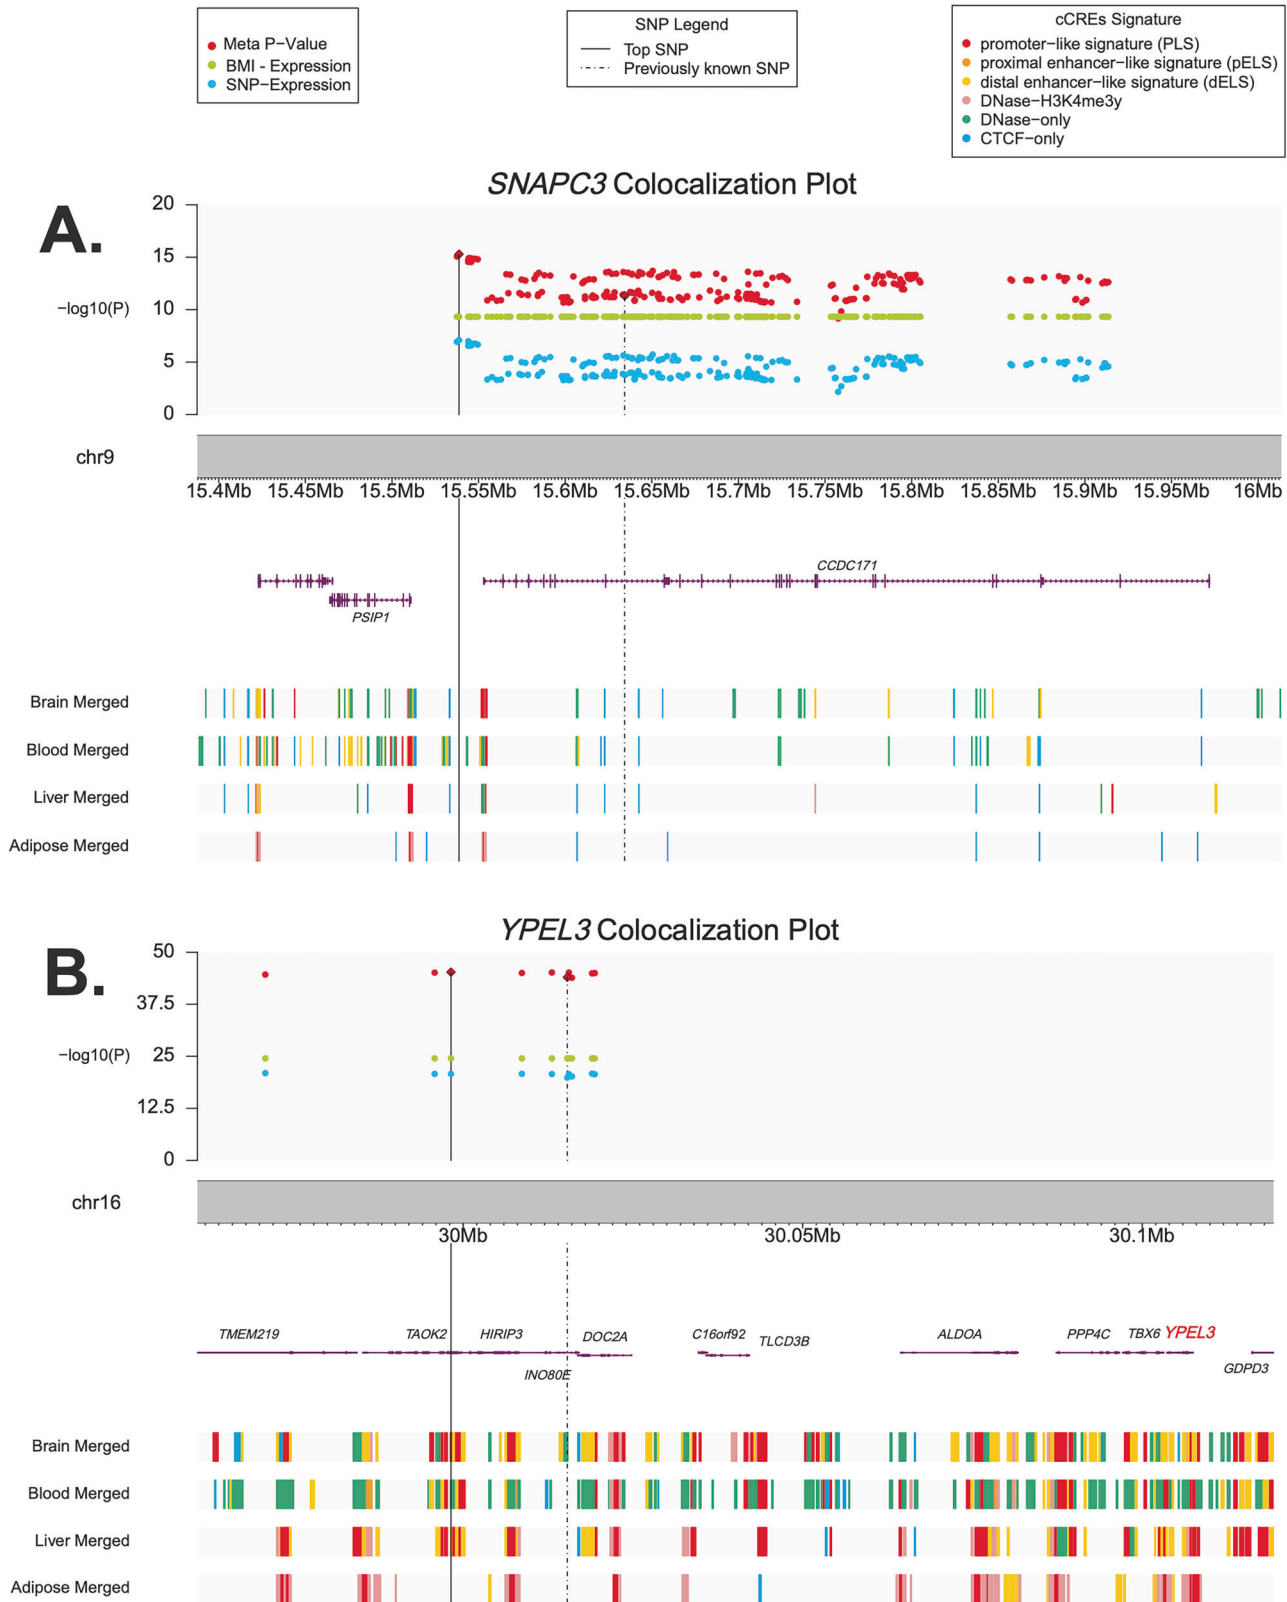 Meta P-Value
BMI - Expression
SNP-Expression
SNP Legend
Top SNP
Previously known SNP
cCREs Signature
promoter-like signature (PLS)
proximal enhancer-like signature (pELS)
distal enhancer-like signature (dELS)
DNase-H3K4me3y
DNase-only
CTCF-only
A.
SNAPC3 Colocalization Plot
20
15
−log10(P)
10
5
0
chr9
15.4Mb 15.45Mb 15.5Mb 15.55Mb 15.6Mb 15.65Mb 15.7Mb 15.75Mb 15.8Mb 15.85Mb 15.9Mb 15.95Mb 16Mb
CCDC171
PSIP1
Brain Merged
Blood Merged
Liver Merged
Adipose Merged
B.
YPEL3 Colocalization Plot
50
37.5
−log10(P)
25
12.5
0
chr16
30Mb 30.05Mb 30.1Mb
TMEM219 TAOK2 HIRIP3 DOC2A C16orf92 TLCD3B ALDOA PPP4C TBX6 YPEL3
INO80E GDPD3
Brain Merged
Blood Merged
Liver Merged
Adipose Merged